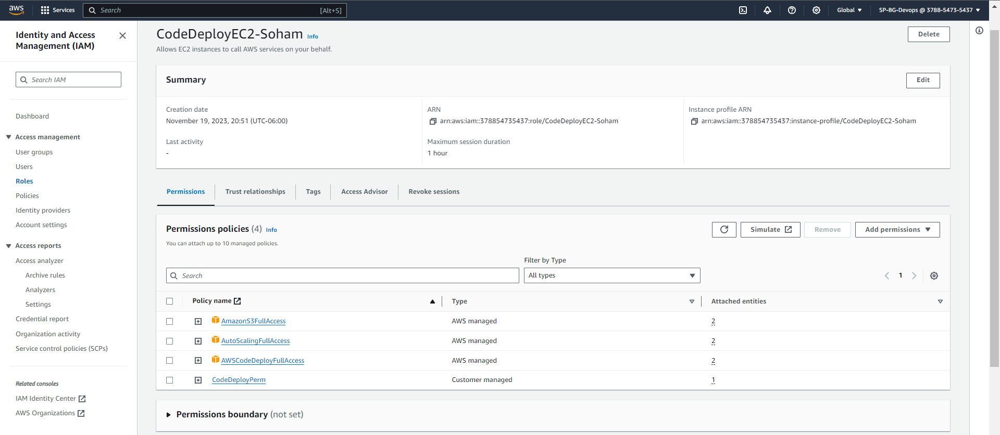 aws
Services
Search [Alt+S]
Global
SP-BG-Devops @ 3788-5473-5437
Identity and Access Management (IAM)
Search IAM
Dashboard
Access management
User groups
Users
Roles
Policies
Identity providers
Account settings
Access reports
Access analyzer
Archive rules
Analyzers
Settings
Credential report
Organization activity
Service control policies (SCPs)
Related consoles
IAM Identity Center
AWS Organizations
CodeDeployEC2-Soham Info
Delete
Allows EC2 instances to call AWS services on your behalf.
Summary
Edit
Creation date
November 19, 2023, 20:51 (UTC-06:00)
ARN
arn:aws:iam::378854735437:role/CodeDeployEC2-Soham
Instance profile ARN
arn:aws:iam::378854735437:instance-profile/CodeDeployEC2-Soham
Last activity
-
Maximum session duration
1 hour
Permissions
Trust relationships
Tags
Access Advisor
Revoke sessions
Permissions policies (4) Info
You can attach up to 10 managed policies.
Simulate
Remove
Add permissions
Filter by Type
Search
All types
1
Policy name Type Attached entities
AmazonS3FullAccess AWS managed 2
AutoScalingFullAccess AWS managed 2
AWSCodeDeployFullAccess AWS managed 2
CodeDeployPerm Customer managed 1
Permissions boundary (not set)